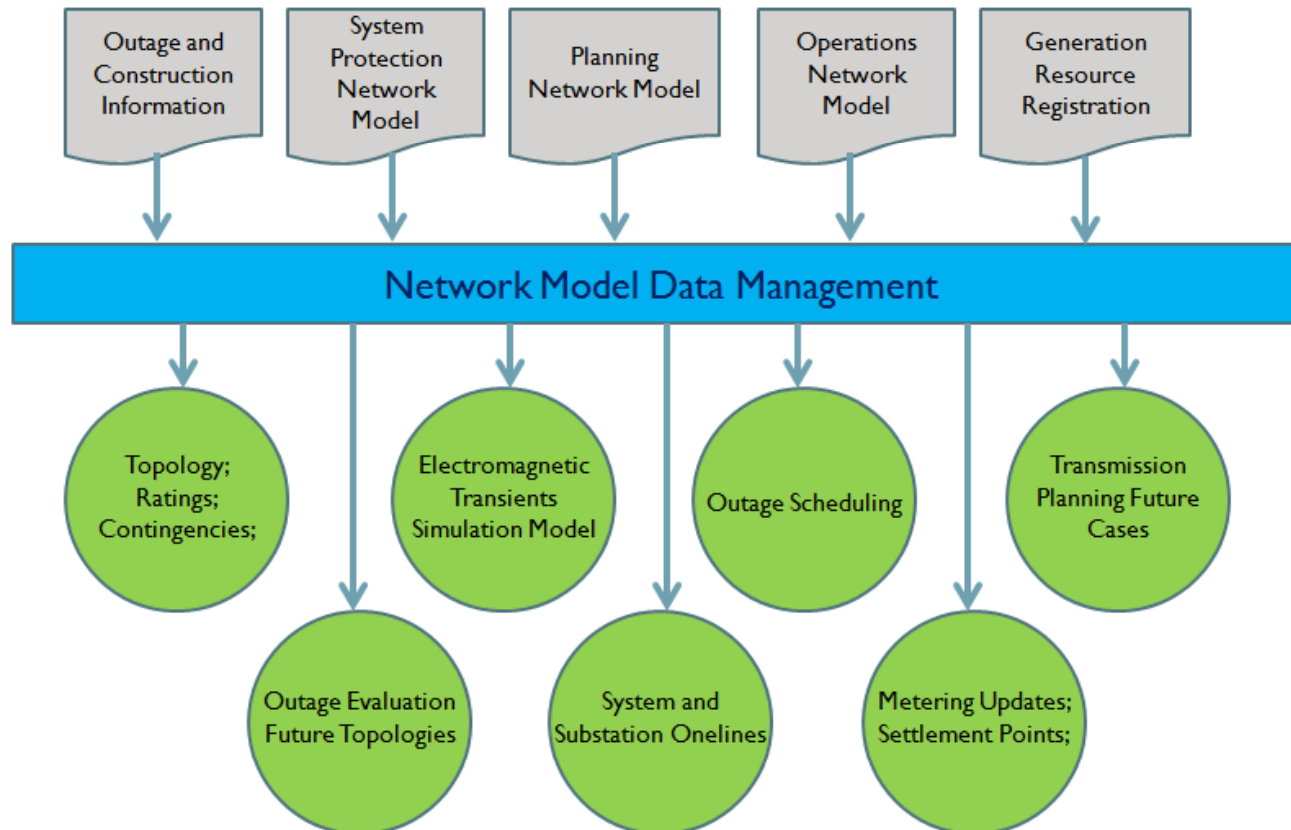 Outage and
Construction
Information
System
Protection
Network
Model
Planning
Network Model
Operations
Network
Model
Generation
Resource
Registration
Network Model Data Management
Topology;
Ratings;
Contingencies;
Electromagnetic
Transients
Simulation Model
Outage Scheduling
Transmission
Planning Future
Cases
Outage Evaluation
Future Topologies
System and
Substation Onelines
Metering Updates;
Settlement Points;